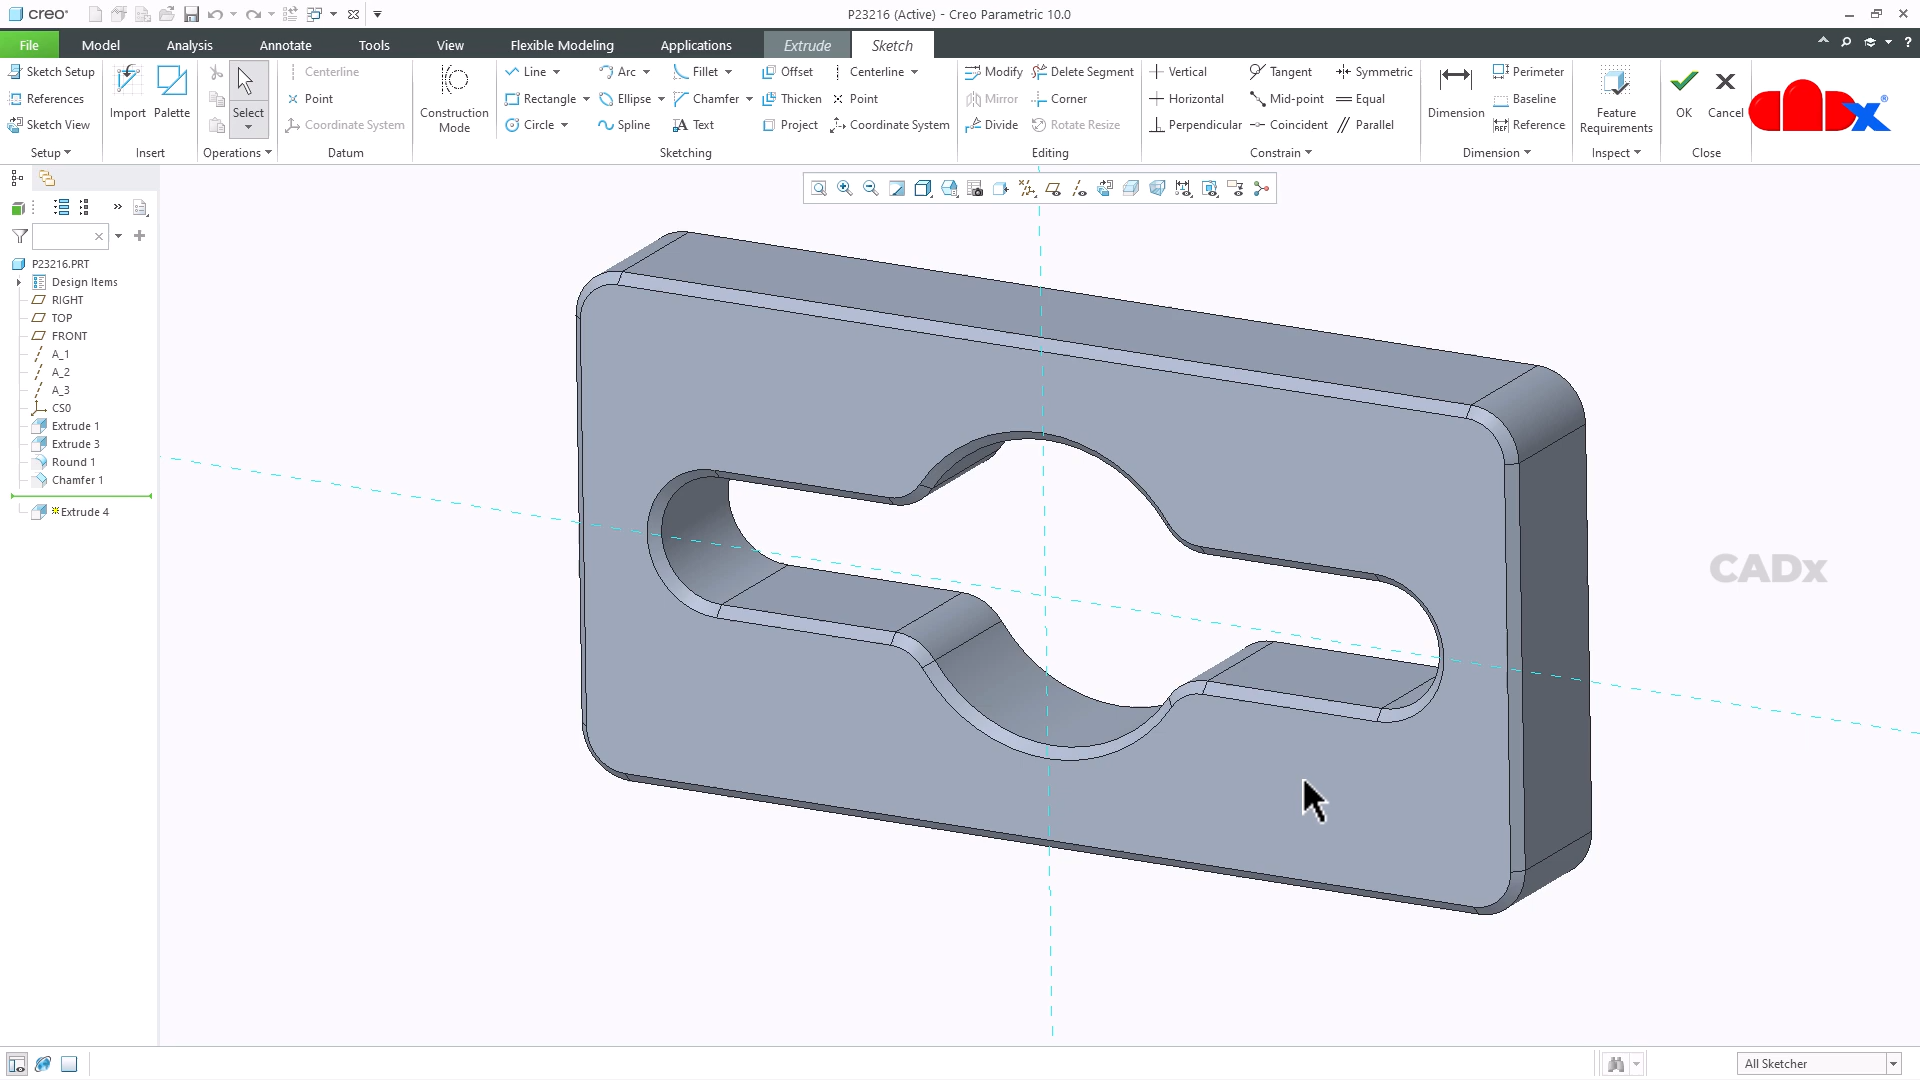 creo°
P23216 (Active) - Creo Parametric 10.0
File Model Analysis Annotate Tools View Flexible Modeling Applications Extrude Sketch
Sketch Setup
References
Sketch View
Setup
Import Palette
Insert
Select
Operations
Centerline
Point
Coordinate System
Datum
Construction
Mode
Line Arc Fillet Offset Centerline
Rectangle Ellipse Chamfer Thicken Point
Circle Spline Text Project Coordinate System
Sketching
Modify Delete Segment
Mirror Corner
Divide Rotate Resize
Editing
Vertical Tangent Symmetric
Horizontal Mid-point Equal
Perpendicular Coincident Parallel
Constrain
Dimension
Perimeter
Baseline
Reference
Dimension
Feature
Requirements
Inspect
OK Cancel
Close
CADx®
P23216.PRT
Design Items
RIGHT
TOP
FRONT
A_1
A_2
A_3
CS0
Extrude 1
Extrude 3
Round 1
Chamfer 1
Extrude 4
CADx
All Sketcher